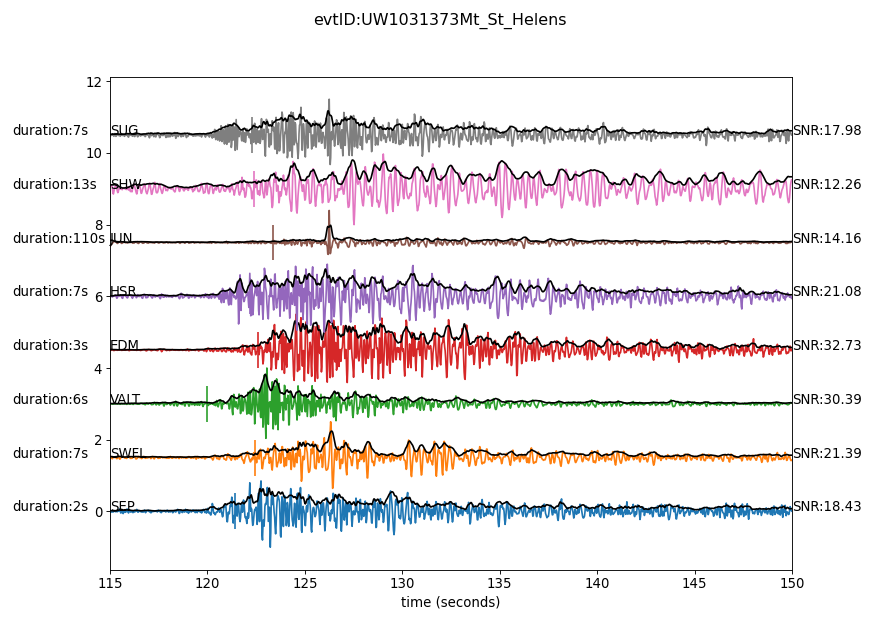 evtID:UW1031373Mt_St_Helens
12
duration:7s SUG SNR:17.98
10
duration:13s SHW SNR:12.26
8
duration:110s JUN SNR:14.16
duration:7s HSR SNR:21.08
6
duration:3s EDM SNR:32.73
4
duration:6s VALT SNR:30.39
2
duration:7s SWFL SNR:21.39
duration:2s SEP SNR:18.43
0
115 120 125 130 135 140 145 150
time (seconds)